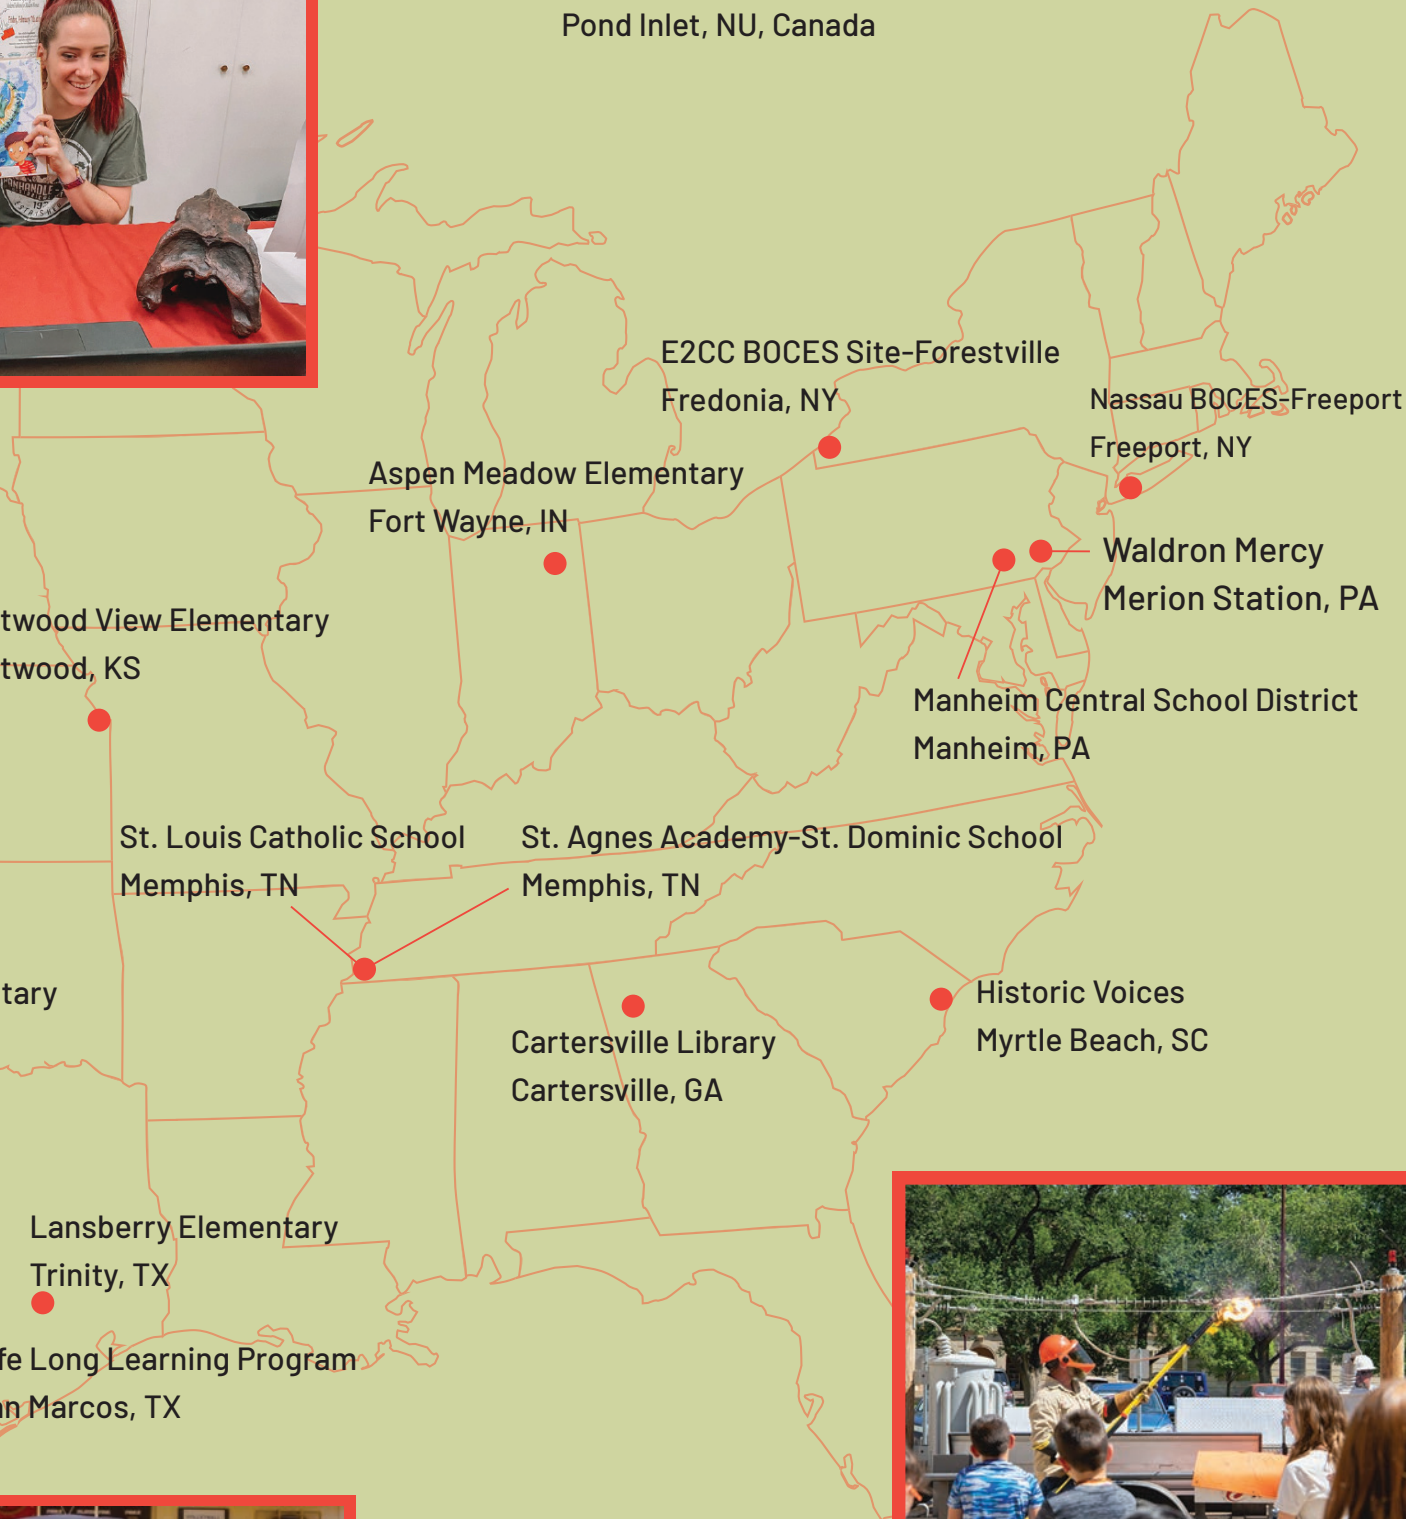 Pond Inlet, NU, Canada
E2CC BOCES Site-Forestville
Fredonia, NY
Nassau BOCES-Freeport
Freeport, NY
Aspen Meadow Elementary
Fort Wayne, IN
Waldron Mercy
Merion Station, PA
twood View Elementary
twood, KS
Manheim Central School District
Manheim, PA
St. Louis Catholic School
Memphis, TN
St. Agnes Academy-St. Dominic School
Memphis, TN
tary
Historic Voices
Myrtle Beach, SC
Cartersville Library
Cartersville, GA
Lansberry Elementary
Trinity, TX
fe Long Learning Program
n Marcos, TX